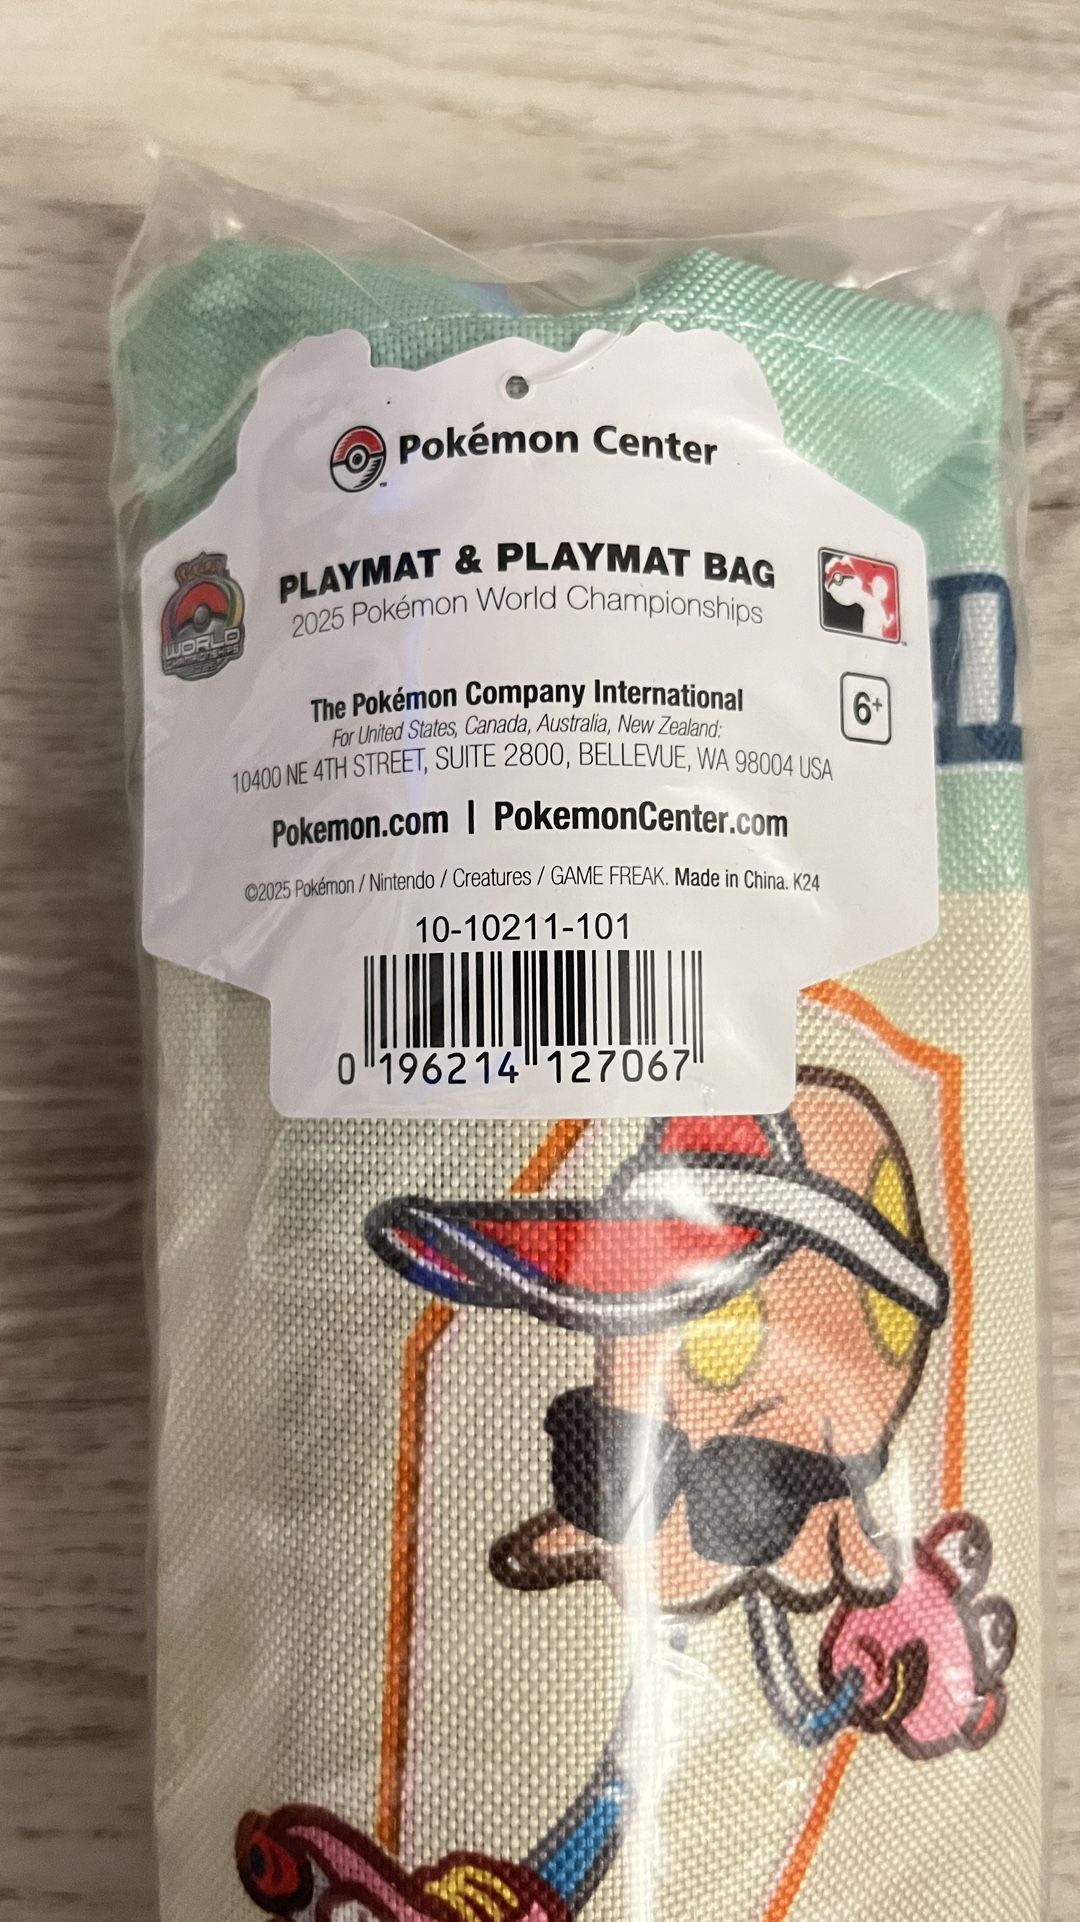 Pokémon Center
PLAYMAT & PLAYMAT BAG
2025 Pokémon World Championships
WORLD
CHAMPIONSHIPS
The Pokémon Company International
For United States, Canada, Australia, New Zealand:
10400 NE 4TH STREET, SUITE 2800, BELLEVUE, WA 98004 USA
6+
Pokemon.com | PokemonCenter.com
©2025 Pokémon / Nintendo / Creatures / GAME FREAK. Made in China. K24
10-10211-101
0 196214 127067